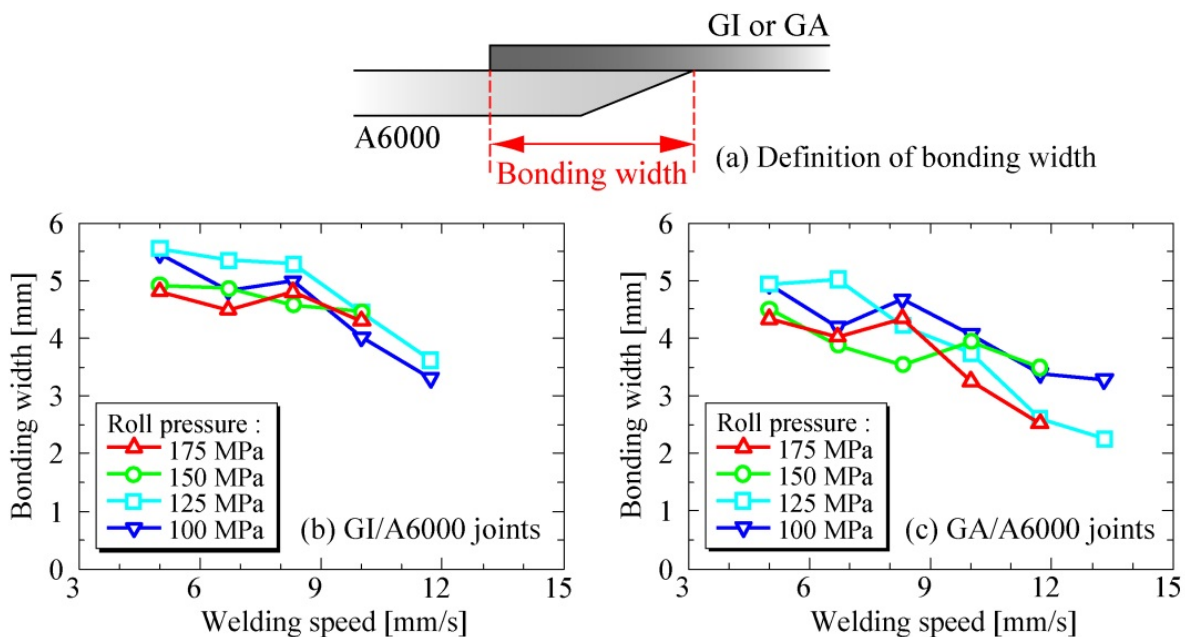 GI or GA
A6000
Bonding width
(a) Definition of bonding width
6
5
4
3
2
1
0
Bonding width [mm]
Roll pressure :
175 MPa
150 MPa
125 MPa
100 MPa
(b) GI/A6000 joints
3 6 9 12 15
Welding speed [mm/s]
6
5
4
3
2
1
0
Bonding width [mm]
Roll pressure :
175 MPa
150 MPa
125 MPa
100 MPa
(c) GA/A6000 joints
3 6 9 12 15
Welding speed [mm/s]